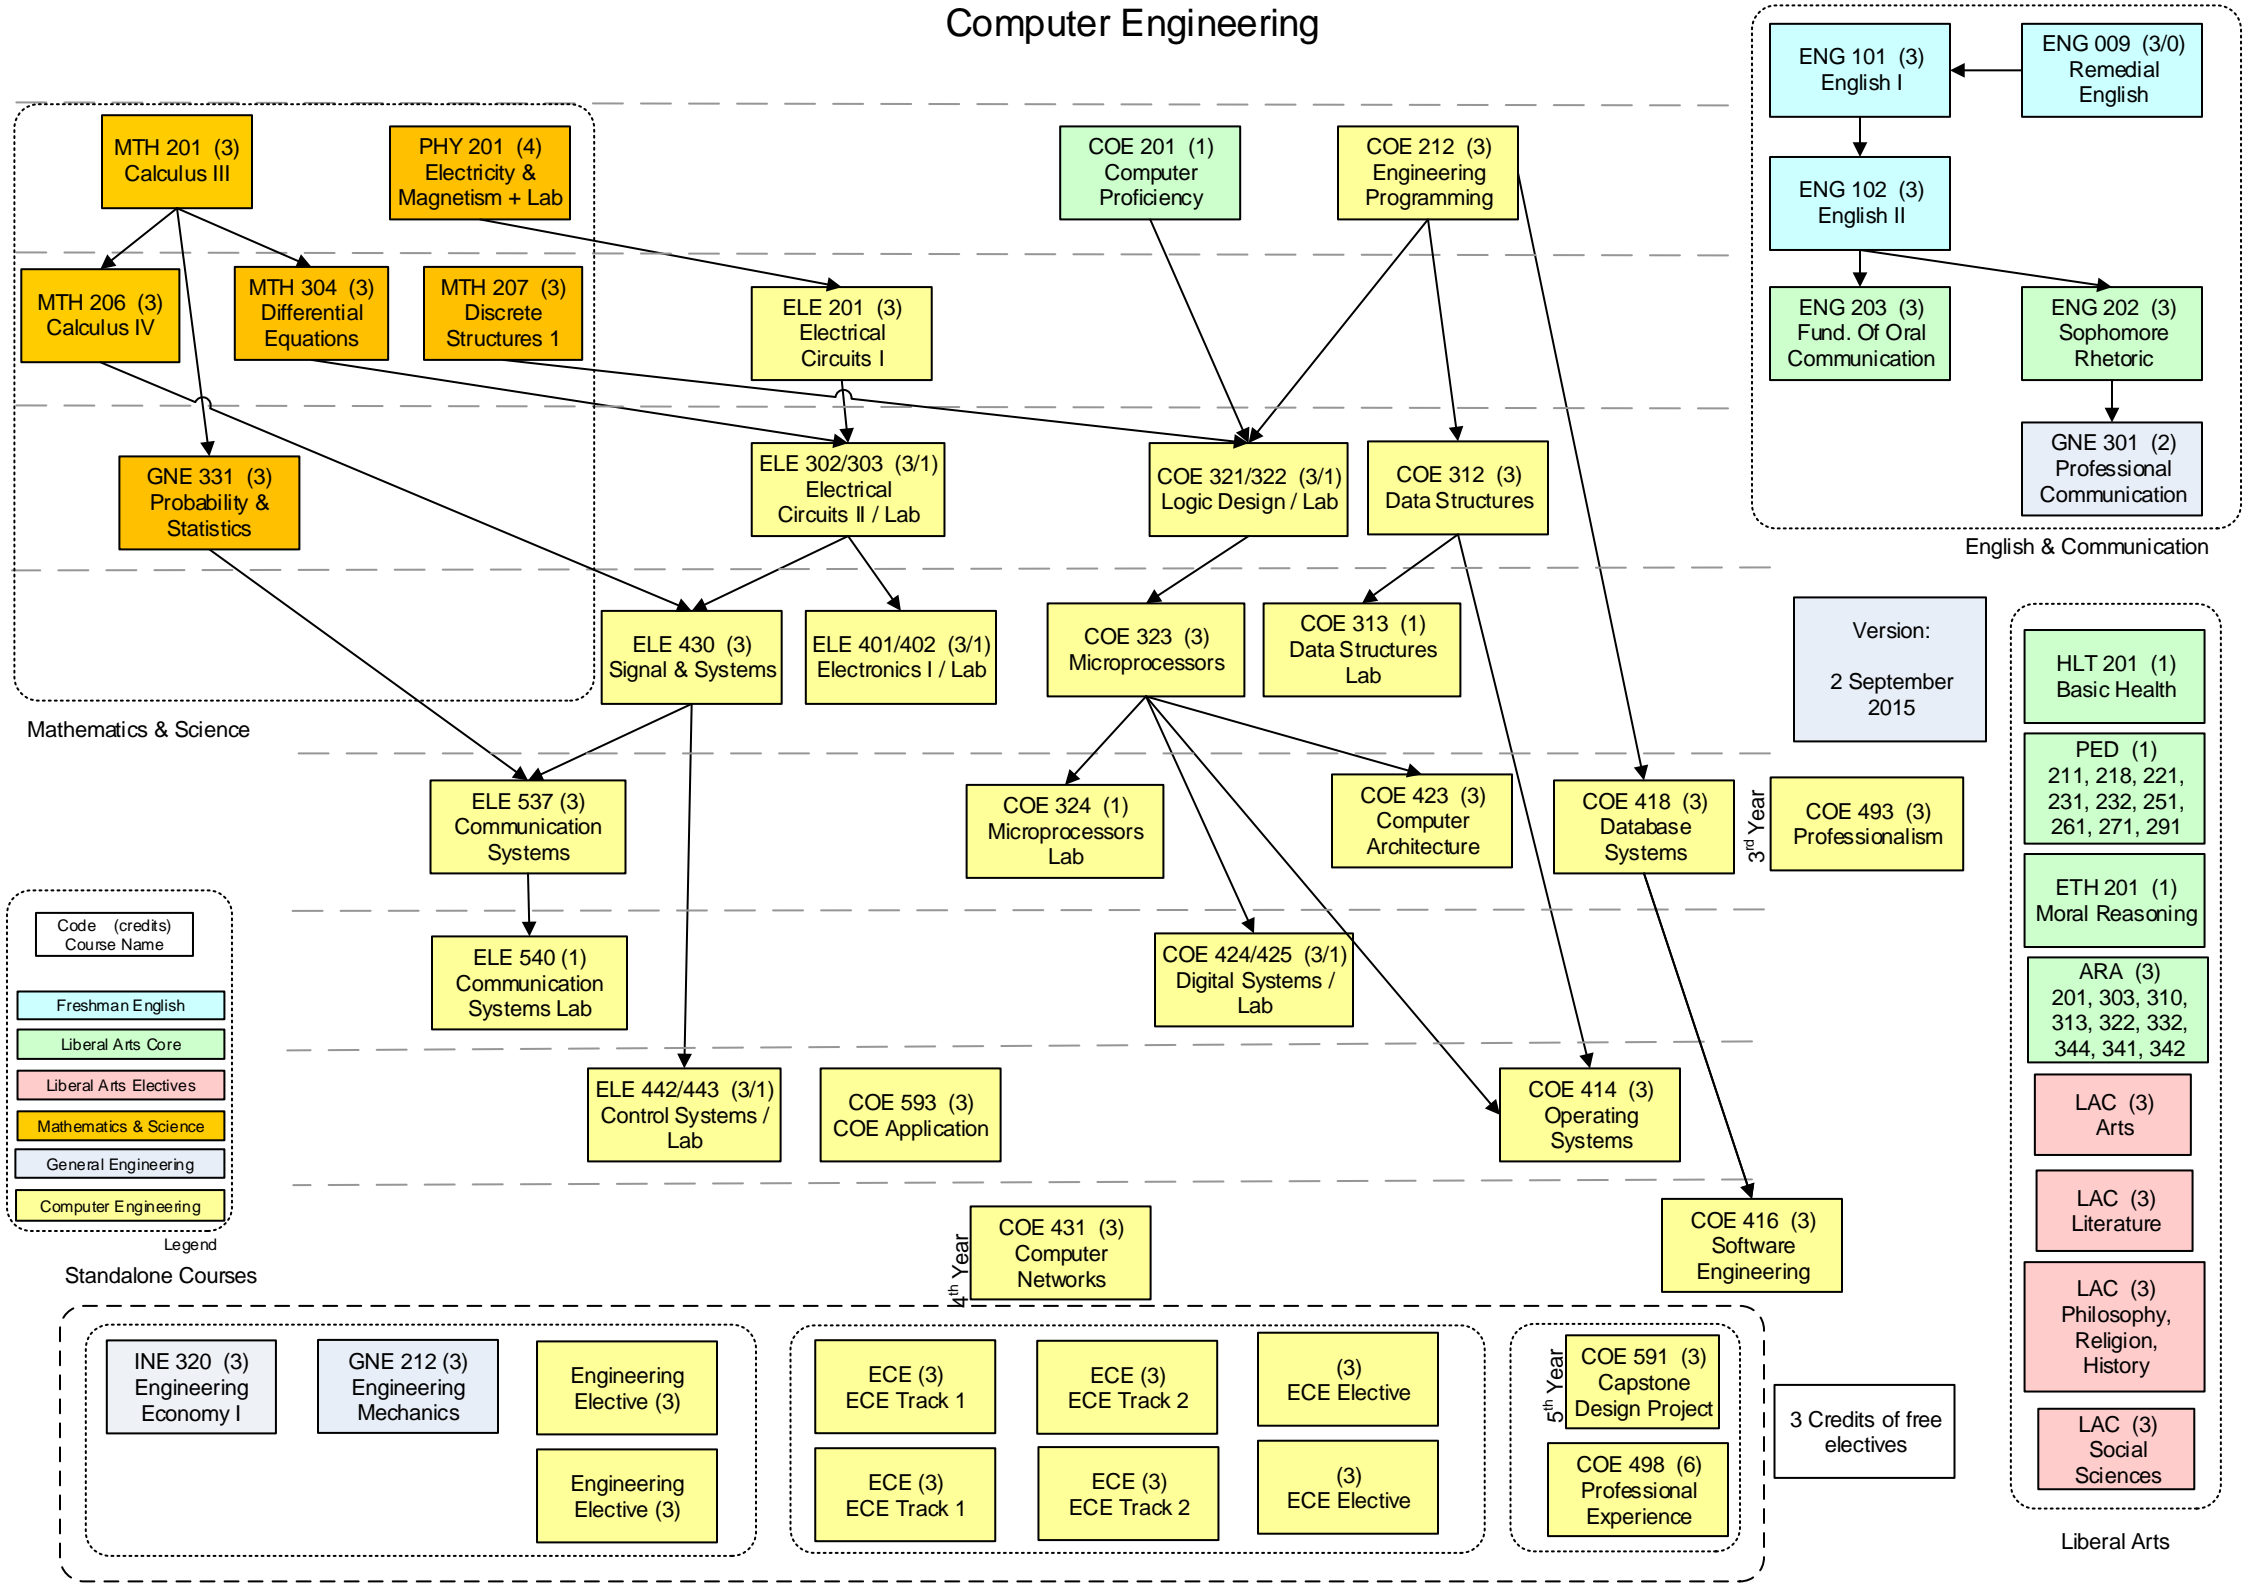 Computer Engineering
ENG 101  (3)
English I
ENG 009  (3/0)
Remedial
English
ENG 102  (3)
English II
ENG 203  (3)
Fund. Of Oral
Communication
ENG 202  (3)
Sophomore
Rhetoric
GNE 301  (2)
Professional
Communication
English & Communication
MTH 201  (3)
Calculus III
PHY 201  (4)
Electricity &
Magnetism + Lab
COE 201  (1)
Computer
Proficiency
COE 212  (3)
Engineering
Programming
MTH 206  (3)
Calculus IV
MTH 304  (3)
Differential
Equations
MTH 207  (3)
Discrete
Structures 1
ELE 201  (3)
Electrical
Circuits I
GNE 331  (3)
Probability &
Statistics
ELE 302/303  (3/1)
Electrical
Circuits II / Lab
COE 321/322  (3/1)
Logic Design / Lab
COE 312  (3)
Data Structures
ELE 430  (3)
Signal & Systems
ELE 401/402  (3/1)
Electronics I / Lab
COE 323  (3)
Microprocessors
COE 313  (1)
Data Structures
Lab
Version:
2 September
2015
Mathematics & Science
ELE 537 (3)
Communication
Systems
COE 324  (1)
Microprocessors
Lab
COE 423  (3)
Computer
Architecture
COE 418  (3)
Database
Systems
3rd Year
COE 493  (3)
Professionalism
ELE 540 (1)
Communication
Systems Lab
COE 424/425  (3/1)
Digital Systems /
Lab
ELE 442/443  (3/1)
Control Systems /
Lab
COE 593  (3)
COE Application
COE 414  (3)
Operating
Systems
4th Year
COE 431  (3)
Computer
Networks
COE 416  (3)
Software
Engineering
Code    (credits)
Course Name
Freshman English
Liberal Arts Core
Liberal Arts Electives
Mathematics & Science
General Engineering
Computer Engineering
Legend
Standalone Courses
INE 320  (3)
Engineering
Economy I
GNE 212 (3)
Engineering
Mechanics
Engineering
Elective (3)
Engineering
Elective (3)
ECE (3)
ECE Track 1
ECE (3)
ECE Track 2
(3)
ECE Elective
ECE (3)
ECE Track 1
ECE (3)
ECE Track 2
(3)
ECE Elective
5th Year
COE 591  (3)
Capstone
Design Project
COE 498  (6)
Professional
Experience
3 Credits of free
electives
HLT 201  (1)
Basic Health
PED  (1)
211, 218, 221,
231, 232, 251,
261, 271, 291
ETH 201  (1)
Moral Reasoning
ARA  (3)
201, 303, 310,
313, 322, 332,
344, 341, 342
LAC  (3)
Arts
LAC  (3)
Literature
LAC  (3)
Philosophy,
Religion,
History
LAC  (3)
Social
Sciences
Liberal Arts